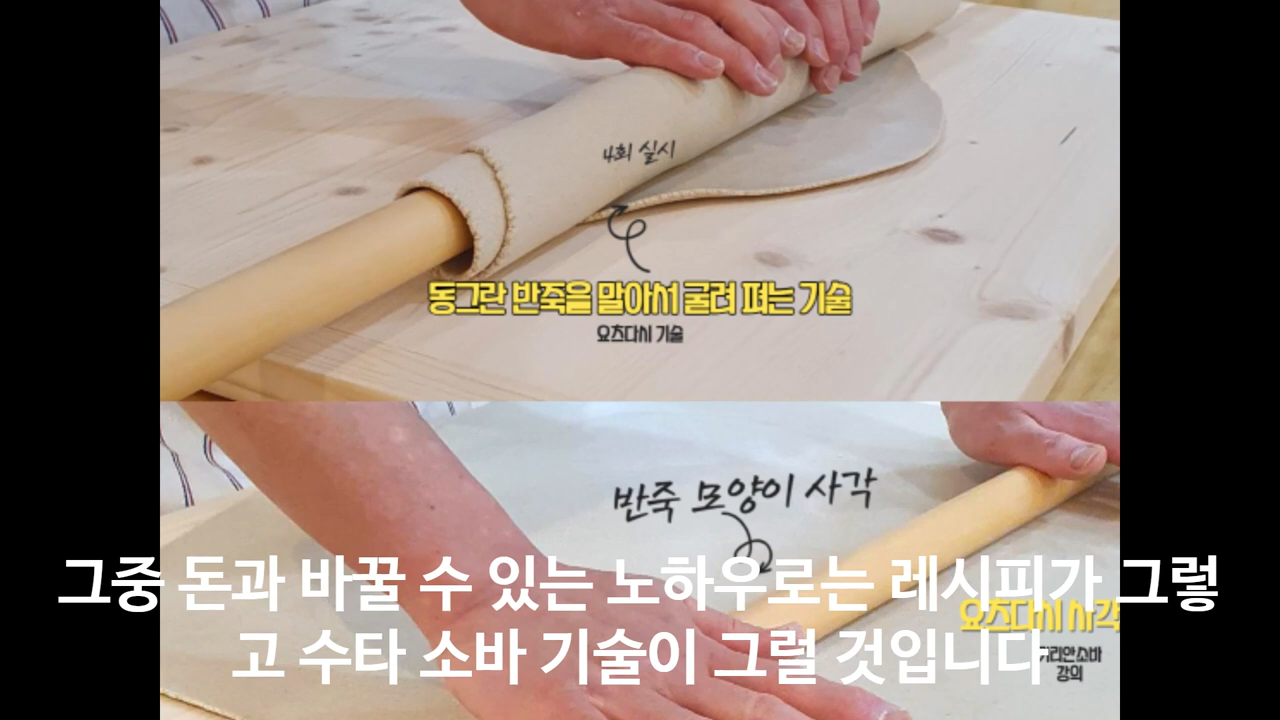 4회 실시
동그란 반죽을 말아서 굴려 펴는 기술
요츠다시 기술
반죽 모양이 사각
요츠다시 사각
그중 돈과 바꿀 수 있는 노하우로는 레시피가 그렇
고 수타 소바 기술이 그럴 것입니다
강의